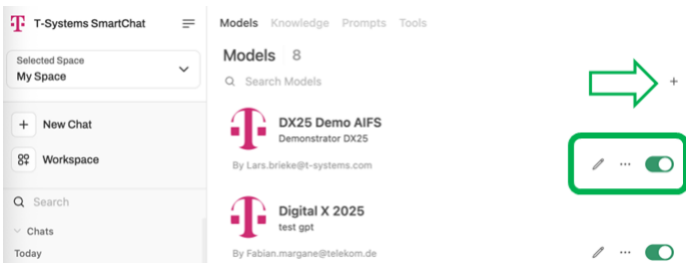 T-Systems SmartChat
Selected Space
My Space
New Chat
Workspace
Search
Chats
Today
Models Knowledge Prompts Tools
Models 8
Search Models
DX25 Demo AIFS
Demonstrator DX25
By Lars.brieke@t-systems.com
Digital X 2025
test gpt
By Fabian.margane@telekom.de